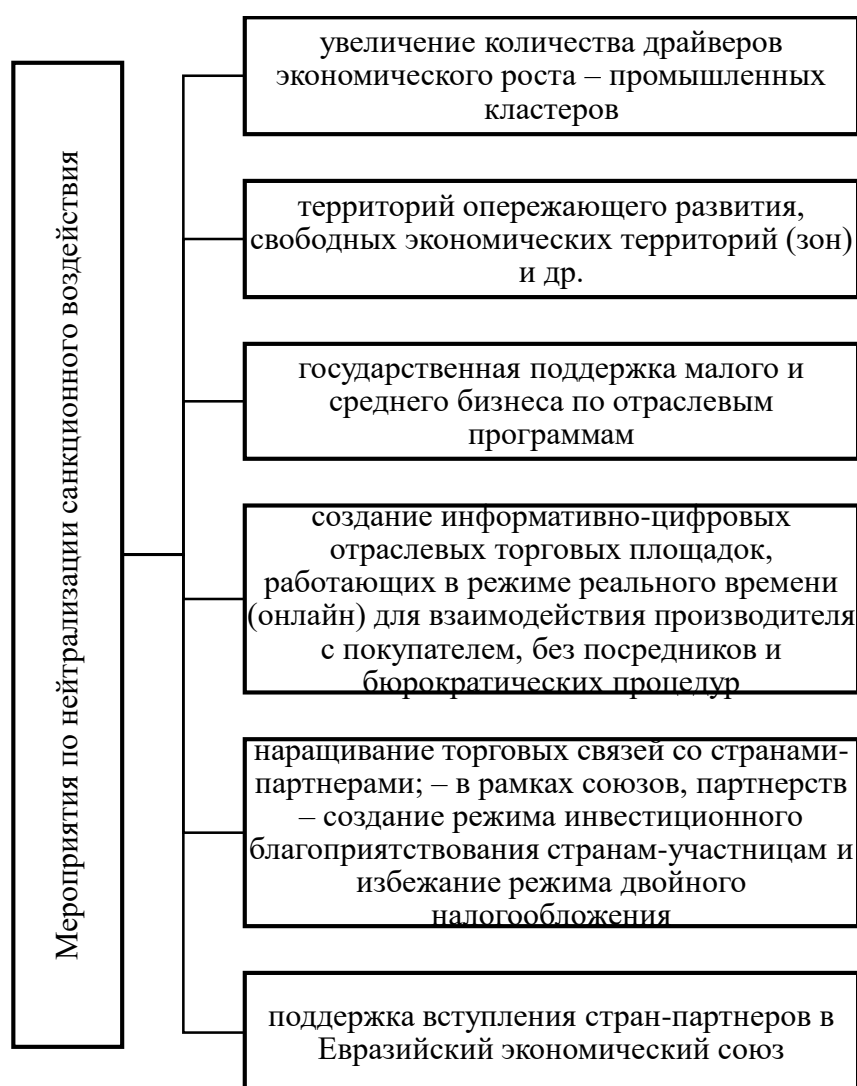 Мероприятия по нейтрализации санкционного воздействия
увеличение количества драйверов
экономического роста – промышленных
кластеров
территорий опережающего развития,
свободных экономических территорий (зон)
и др.
государственная поддержка малого и
среднего бизнеса по отраслевым
программам
создание информативно-цифровых
отраслевых торговых площадок,
работающих в режиме реального времени
(онлайн) для взаимодействия производителя
с покупателем, без посредников и
бюрократических процедур
наращивание торговых связей со странами-
партнерами; – в рамках союзов, партнерств
– создание режима инвестиционного
благоприятствования странам-участницам и
избежание режима двойного
налогообложения
поддержка вступления стран-партнеров в
Евразийский экономический союз